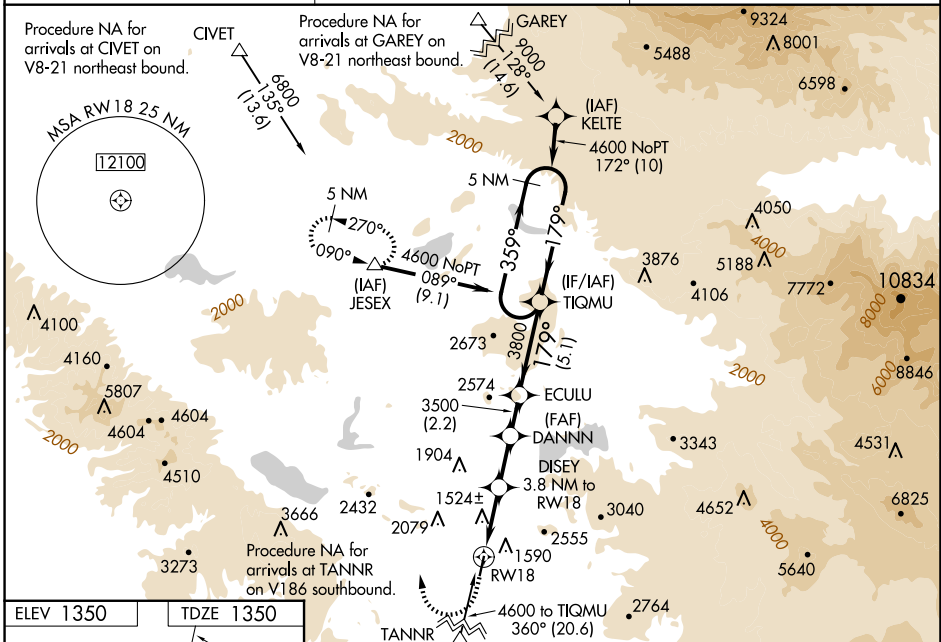 Procedure NA for
arrivals at CIVET on
V8-21 northeast bound.
CIVET
6800
135°
(13.6)
Procedure NA for
arrivals at GAREY on
V8-21 northeast bound.
GAREY
9000
128°
(14.6)
5488
9324
8001
6598
MSA RW 18 25 NM
12100
2000
(IAF)
KELTE
4600 NoPT
172° (10)
5 NM
5 NM
270°
090°
(IAF)
JESEX
4600 NoPT
089°
(9.1)
359°
179°
(IF/IAF)
TIQMU
4050
4000
5188
3876
4106
7772
10834
8000
8846
6000
2000
4100
4160
5807
4604
4604
4510
2000
2673
3800
179°
(5.1)
2574
ECULU
3500
(2.2)
(FAF)
DANNN
2000
3343
4531
1904
DISEY
3.8 NM to
RW18
1524±
2432
2079
3666
3273
3040
2555
4652
4000
6825
5640
Procedure NA for
arrivals at TANNR
on V186 southbound.
1590
RW18
2764
4600 to TIQMU
360° (20.6)
TANNR
ELEV 1350
TDZE 1350